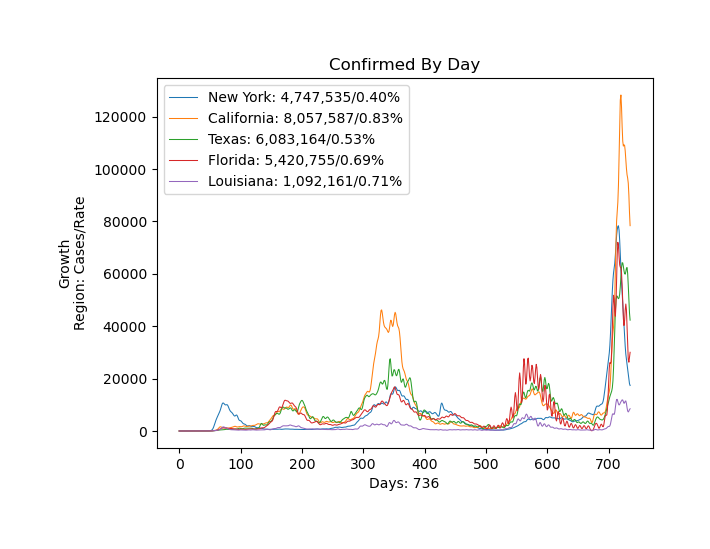 Confirmed By Day
New York: 4,747,535/0.40%
California: 8,057,587/0.83%
Texas: 6,083,164/0.53%
Florida: 5,420,755/0.69%
Louisiana: 1,092,161/0.71%
Growth
Region: Cases/Rate
120000
100000
80000
60000
40000
20000
0
0 100 200 300 400 500 600 700
Days: 736